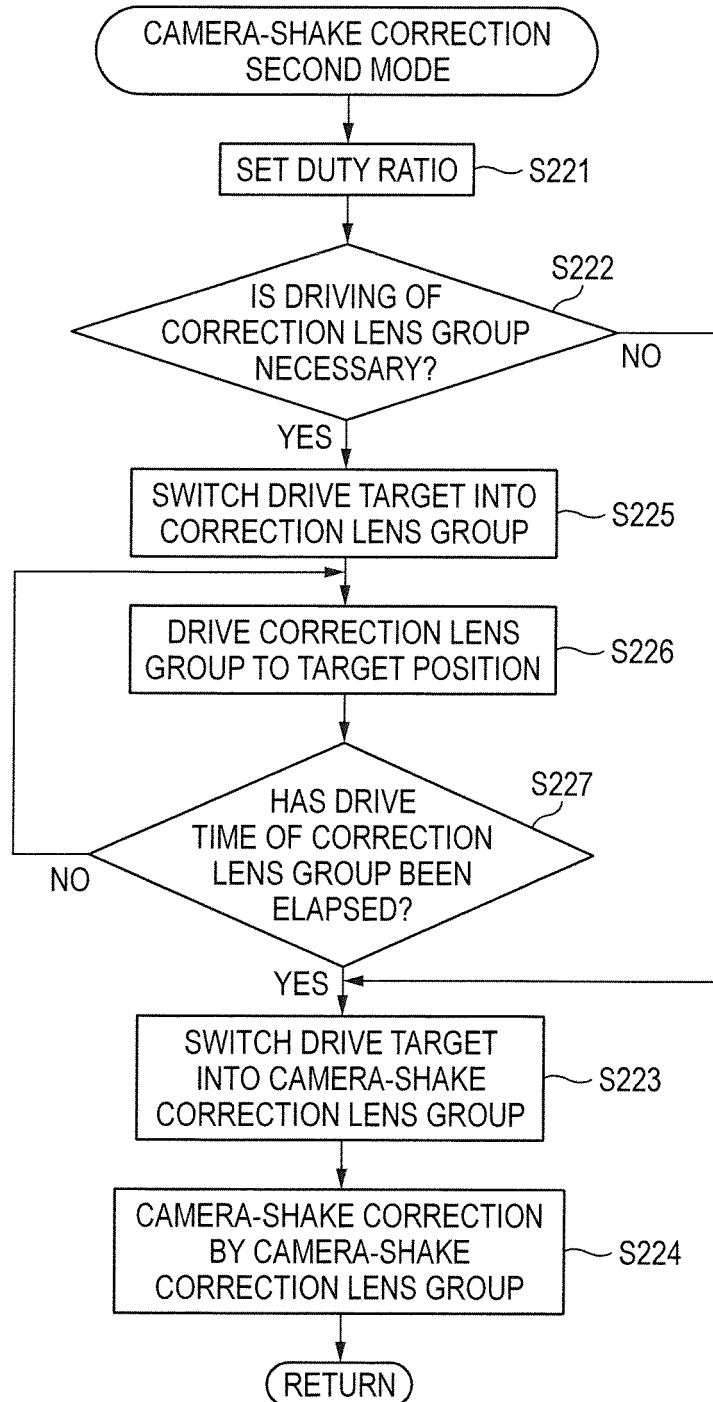 CAMERA-SHAKE CORRECTION
SECOND MODE
SET DUTY RATIO
S221
S222
IS DRIVING OF
CORRECTION LENS GROUP
NECESSARY?
NO
YES
SWITCH DRIVE TARGET INTO
CORRECTION LENS GROUP
S225
DRIVE CORRECTION LENS
GROUP TO TARGET POSITION
S226
S227
HAS DRIVE
TIME OF CORRECTION
LENS GROUP BEEN
ELAPSED?
NO
YES
SWITCH DRIVE TARGET
INTO CAMERA-SHAKE
CORRECTION LENS GROUP
S223
CAMERA-SHAKE CORRECTION
BY CAMERA-SHAKE
CORRECTION LENS GROUP
S224
RETURN